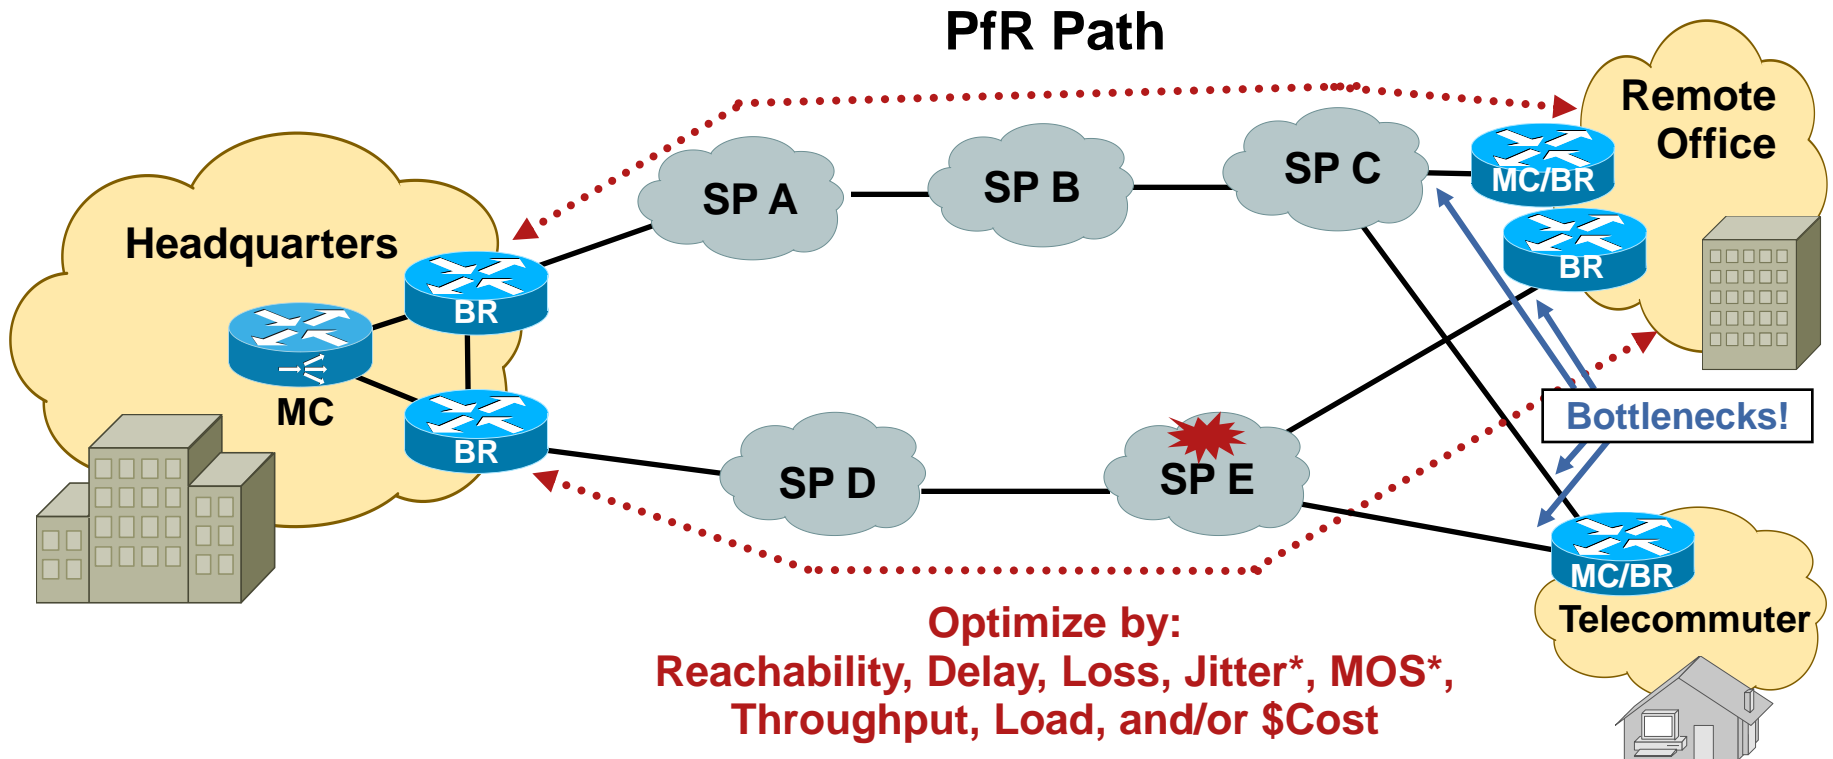 PfR Path
Remote
Office
SP A
SP B
SP C
MC/BR
Headquarters
BR
BR
MC
BR
SP D
SP E
Bottlenecks!
MC/BR
Telecommuter
Optimize by:
Reachability, Delay, Loss, Jitter*, MOS*,
Throughput, Load, and/or $Cost